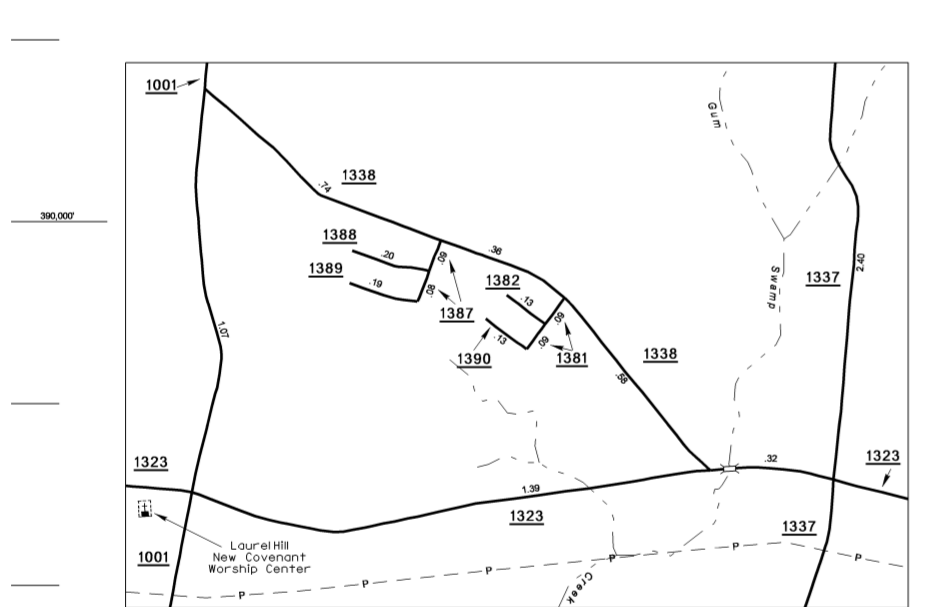 1001
Gum
.74
1338
390,000'
1388
.20
.09
.36
1389
.19
.08
1382
.13
1387
.09
1337
2.40
Swamp
1.07
.13
.09
1390
1381
1338
.58
1323
.32
1323
1.39
1323
1337
Laurel Hill
New Covenant
Worship Center
1001
P
P
P
P
P
P
Creek